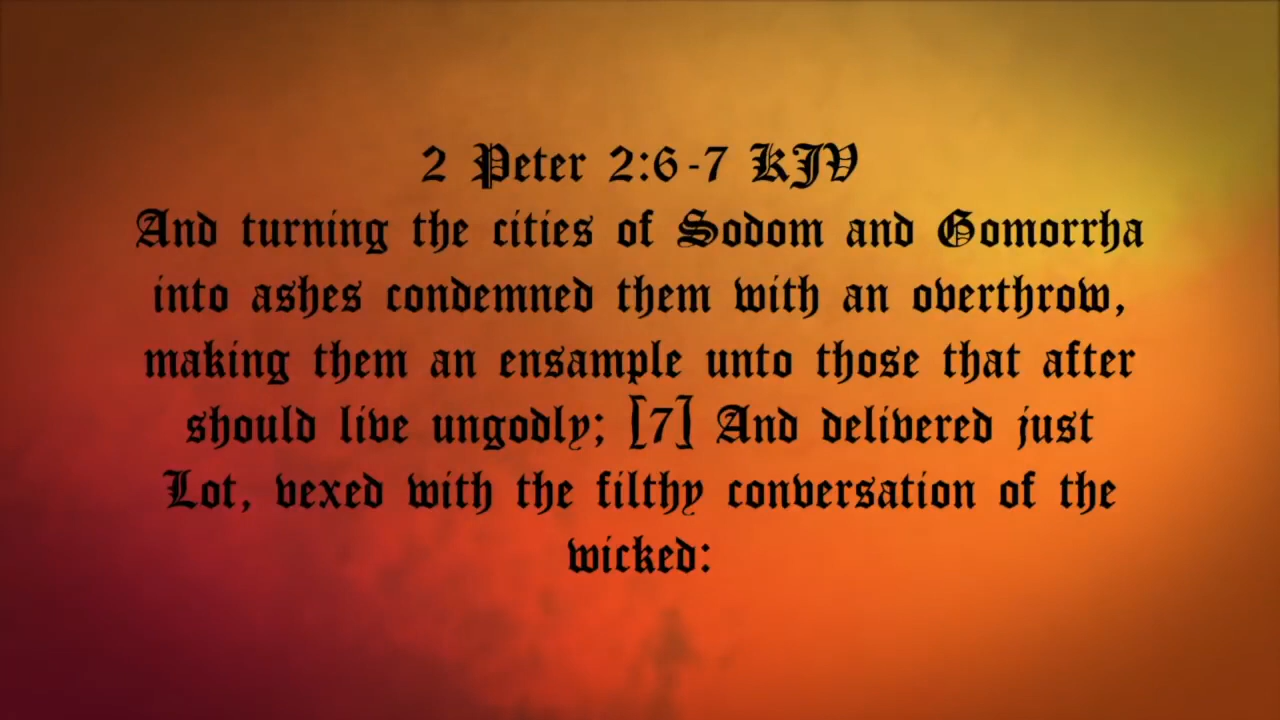 2 Peter 2:6-7 KJV
And turning the cities of Sodom and Gomorrha
into ashes condemned them with an overthrow,
making them an ensample unto those that after
should live ungodly; [7] And delivered just
Lot, vexed with the filthy conversation of the
wicked: